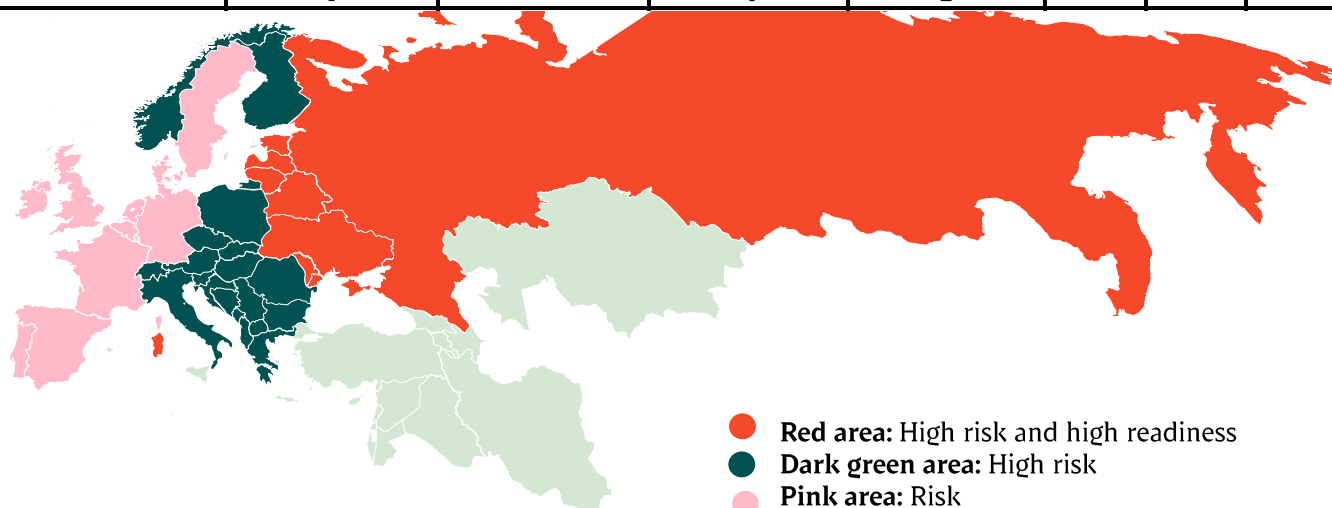 Red area: High risk and high readiness
Dark green area: High risk
Pink area: Risk